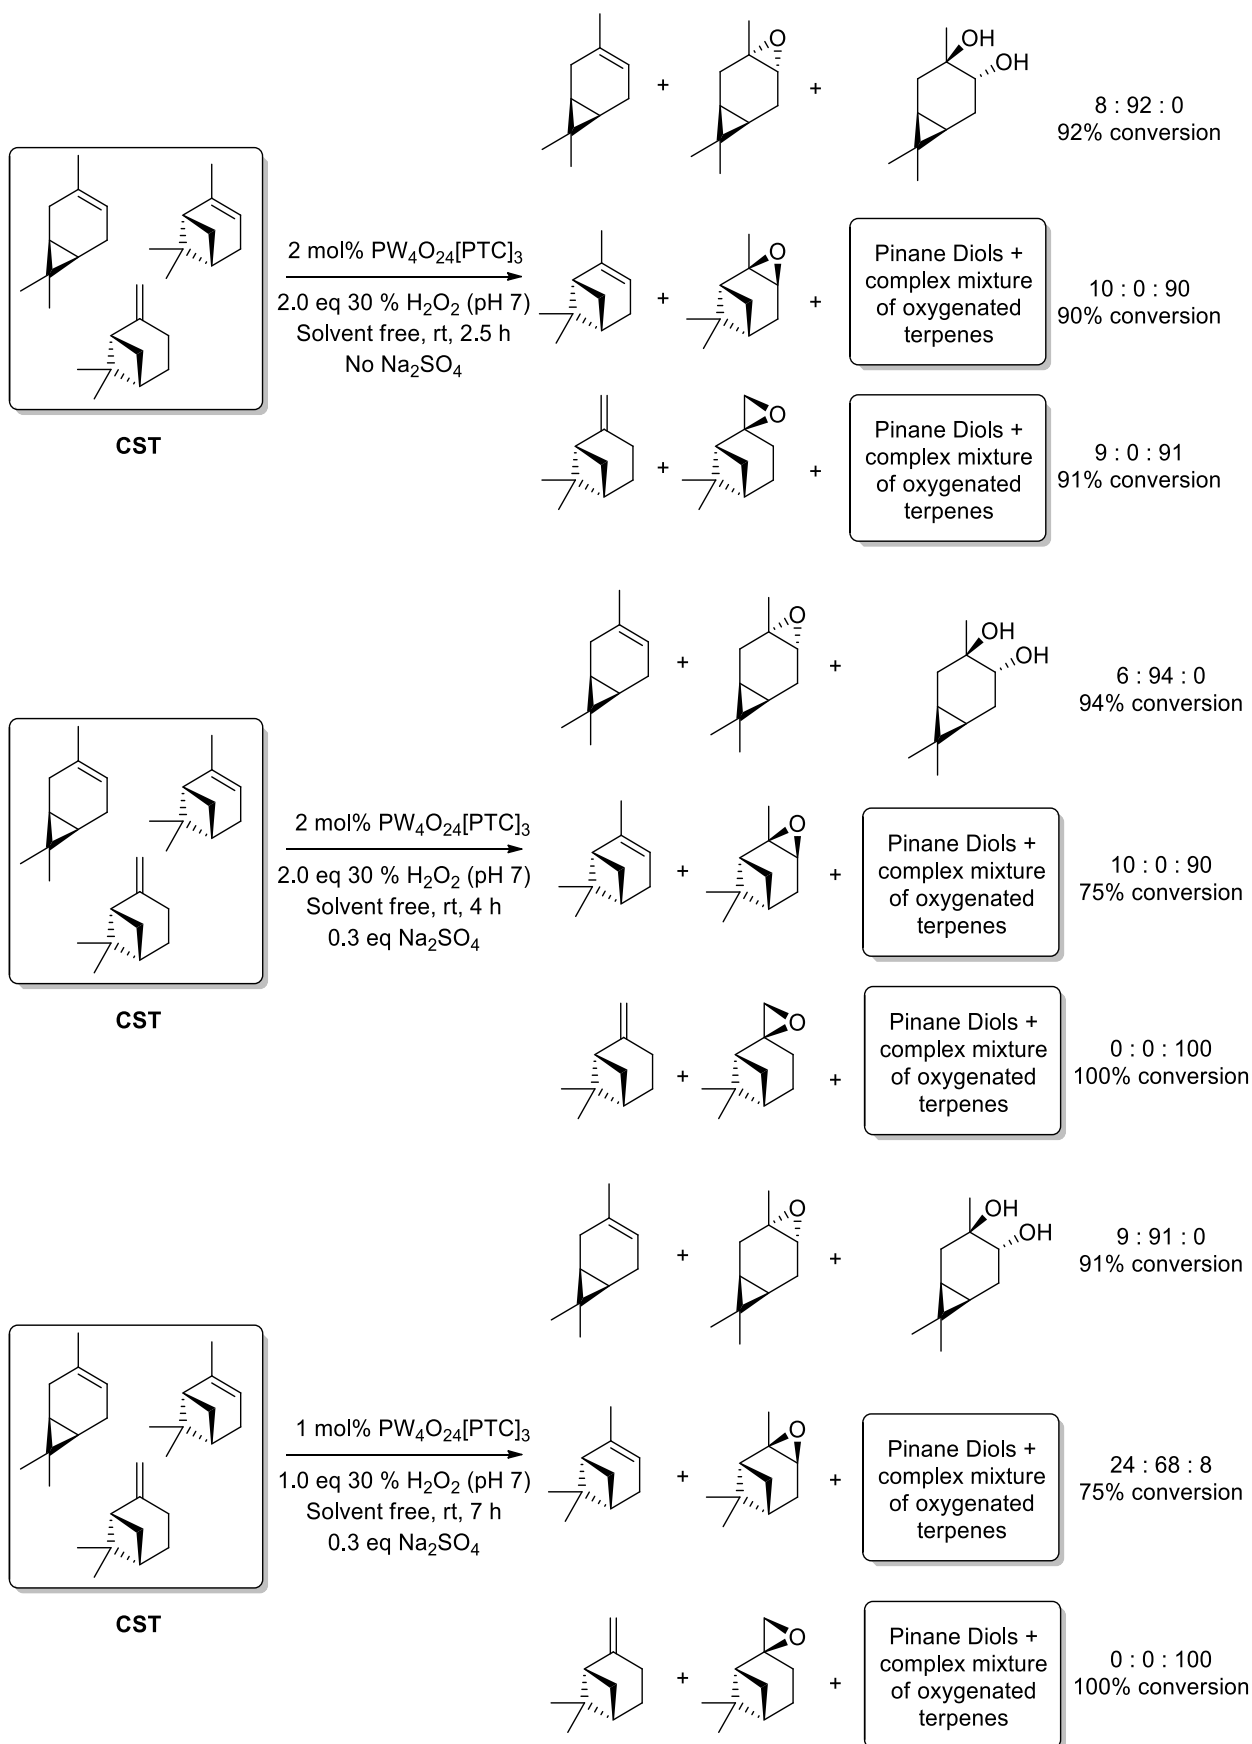 O
OH
OH
+
+
8 : 92 : 0
92% conversion
2 mol% PW₄O₂₄[PTC]₃
2.0 eq 30 % H₂O₂ (pH 7)
Solvent free, rt, 2.5 h
No Na₂SO₄
CST
O
+
+
Pinane Diols +
complex mixture
of oxygenated
terpenes
10 : 0 : 90
90% conversion
O
+
+
Pinane Diols +
complex mixture
of oxygenated
terpenes
9 : 0 : 91
91% conversion
O
OH
OH
+
+
6 : 94 : 0
94% conversion
2 mol% PW₄O₂₄[PTC]₃
2.0 eq 30 % H₂O₂ (pH 7)
Solvent free, rt, 4 h
0.3 eq Na₂SO₄
CST
O
+
+
Pinane Diols +
complex mixture
of oxygenated
terpenes
10 : 0 : 90
75% conversion
O
+
+
Pinane Diols +
complex mixture
of oxygenated
terpenes
0 : 0 : 100
100% conversion
O
OH
OH
+
+
9 : 91 : 0
91% conversion
1 mol% PW₄O₂₄[PTC]₃
1.0 eq 30 % H₂O₂ (pH 7)
Solvent free, rt, 7 h
0.3 eq Na₂SO₄
CST
O
+
+
Pinane Diols +
complex mixture
of oxygenated
terpenes
24 : 68 : 8
75% conversion
O
+
+
Pinane Diols +
complex mixture
of oxygenated
terpenes
0 : 0 : 100
100% conversion